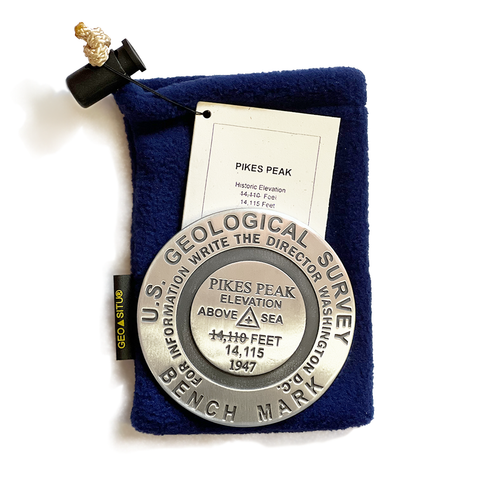 PIKES PEAK
Historic Elevation
14,110 Feet
14,115 Feet
U.S. GEOLOGICAL SURVEY
FOR INFORMATION WRITE THE DIRECTOR WASHINGTON D.C.
PIKES PEAK
ELEVATION
ABOVE SEA
14,110 FEET
14,115
1947
BENCH MARK
GEO▲SITU®